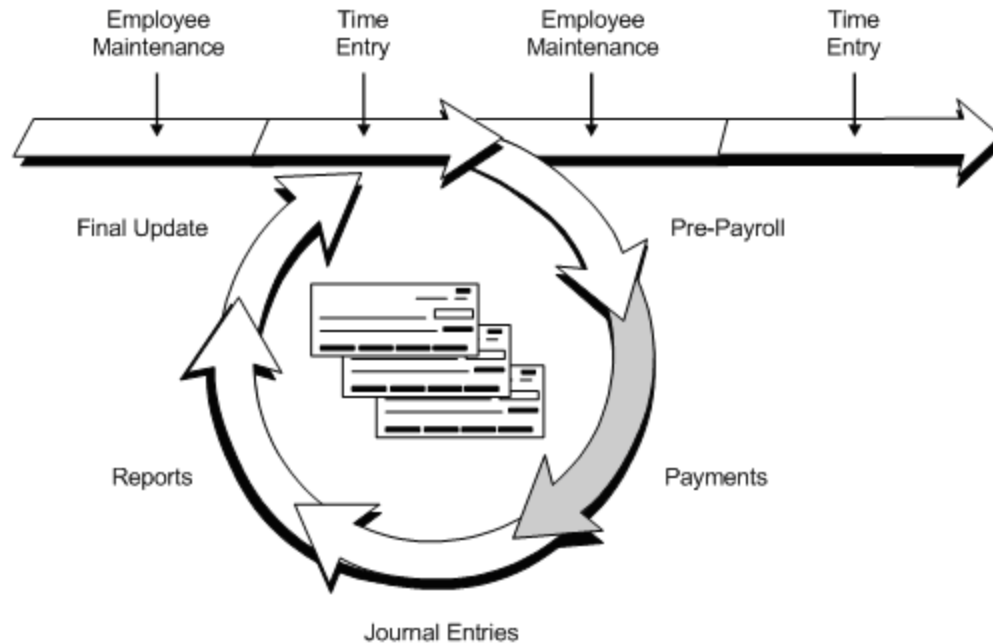 Employee
Maintenance
Time
Entry
Employee
Maintenance
Time
Entry
Final Update
Pre-Payroll
Reports
Payments
Journal Entries